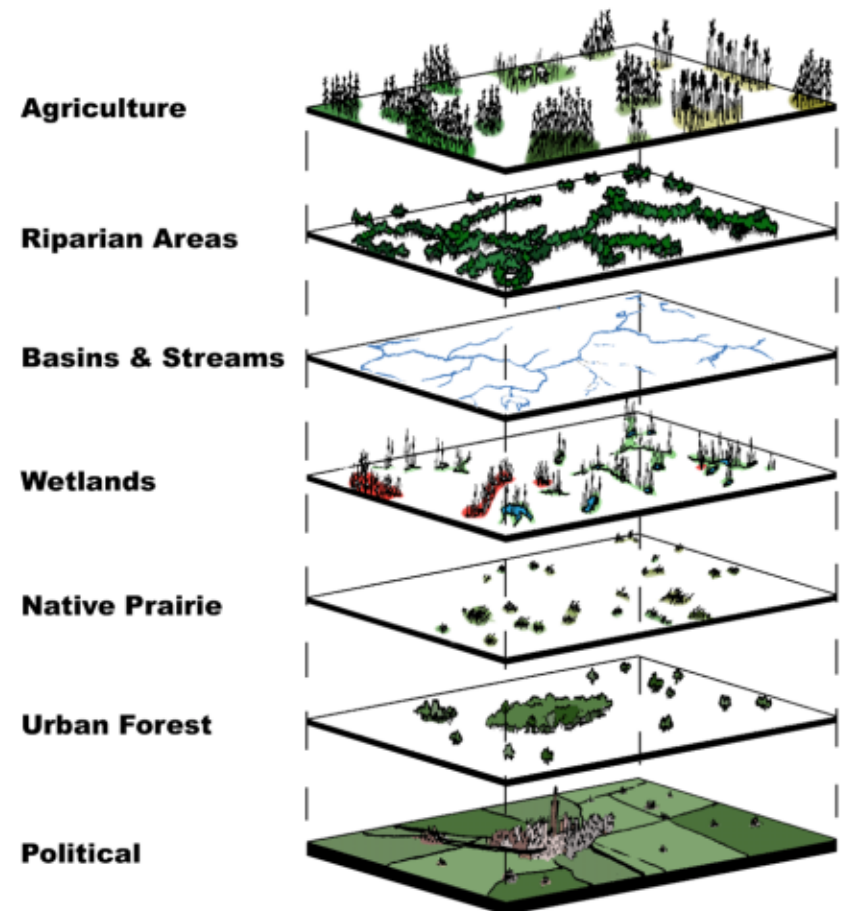 Agriculture
Riparian Areas
Basins & Streams
Wetlands
Native Prairie
Urban Forest
Political